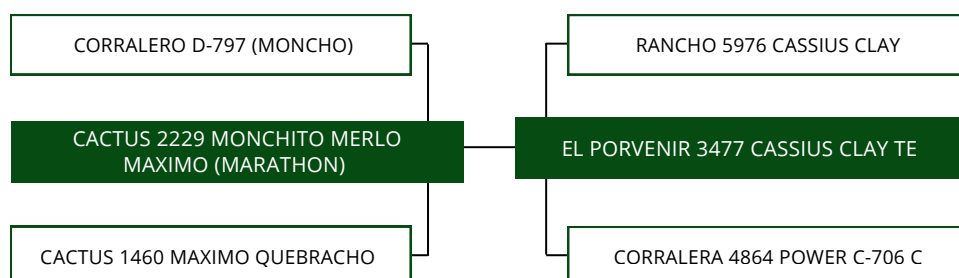 CORRALERO D-797 (MONCHO)
CACTUS 2229 MONCHITO MERLO
MAXIMO (MARATHON)
CACTUS 1460 MAXIMO QUEBRACHO
RANCHO 5976 CASSIUS CLAY
EL PORVENIR 3477 CASSIUS CLAY TE
CORRALERA 4864 POWER C-706 C